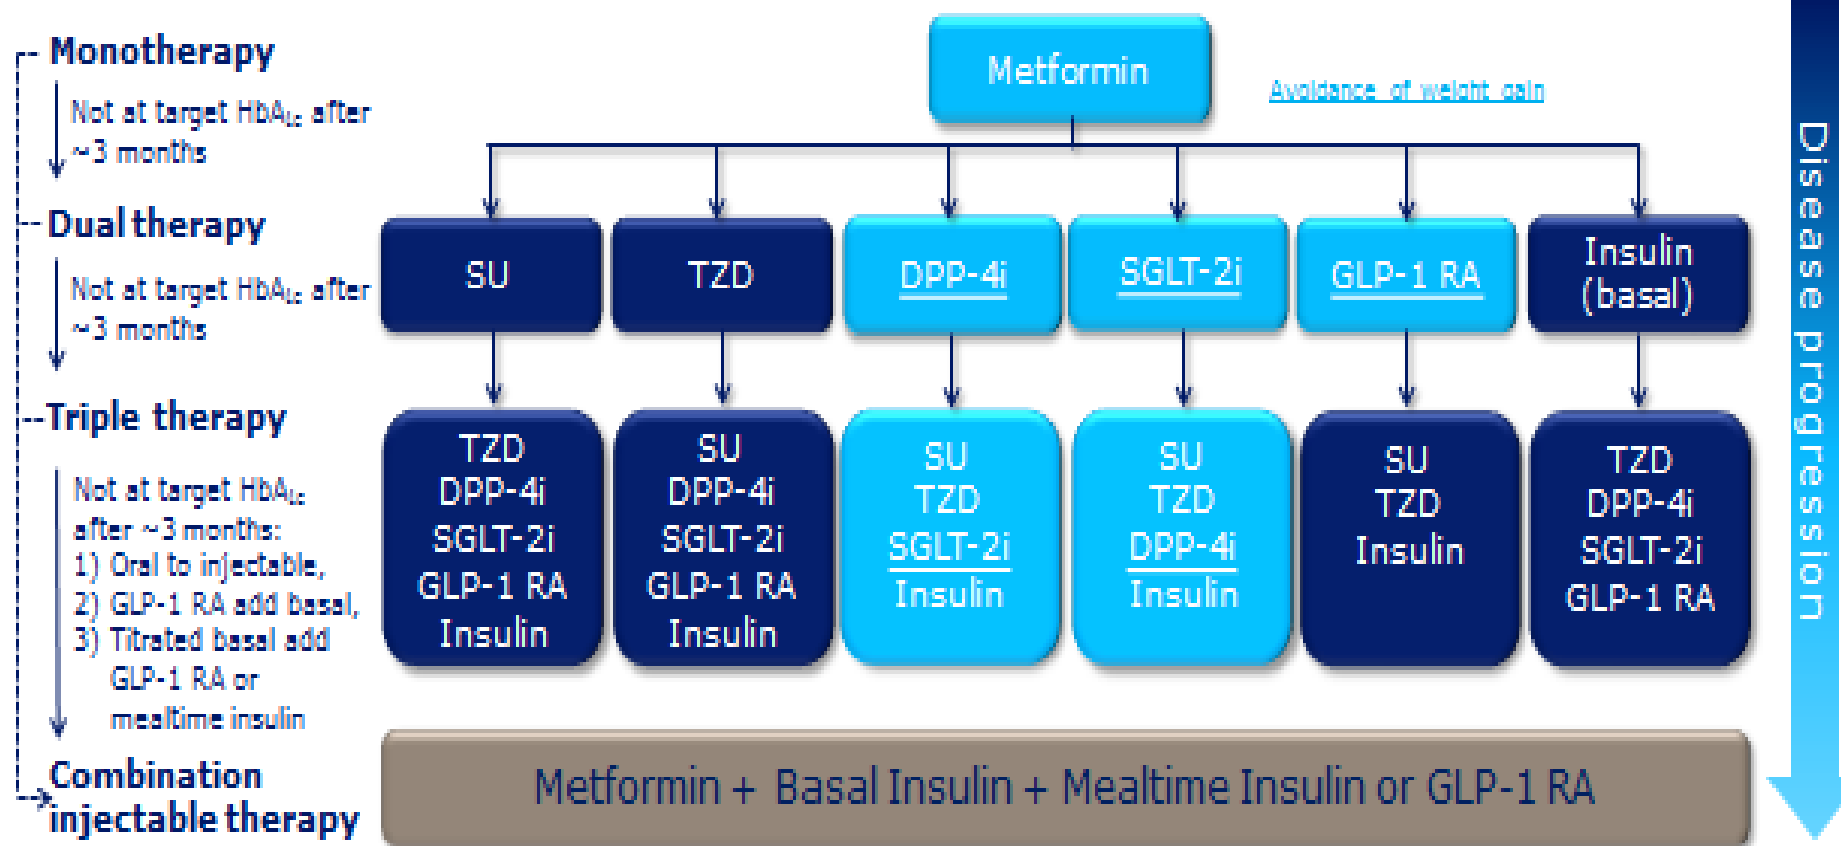 Monotherapy
Not at target HbA1c after
~3 months
Dual therapy
Not at target HbA1c after
~3 months
Triple therapy
Not at target HbA1c
after ~3 months:
1) Oral to injectable,
2) GLP-1 RA add basal,
3) Titrated basal add
GLP-1 RA or
mealtime insulin
Combination
injectable therapy
Metformin
Avoidance of weight gain
SU
TZD
DPP-4i
SGLT-2i
GLP-1 RA
Insulin
(basal)
TZD
DPP-4i
SGLT-2i
GLP-1 RA
Insulin
SU
DPP-4i
SGLT-2i
GLP-1 RA
Insulin
SU
TZD
SGLT-2i
Insulin
SU
TZD
DPP-4i
Insulin
SU
TZD
Insulin
TZD
DPP-4i
SGLT-2i
GLP-1 RA
Metformin + Basal Insulin + Mealtime Insulin or GLP-1 RA
Disease progression